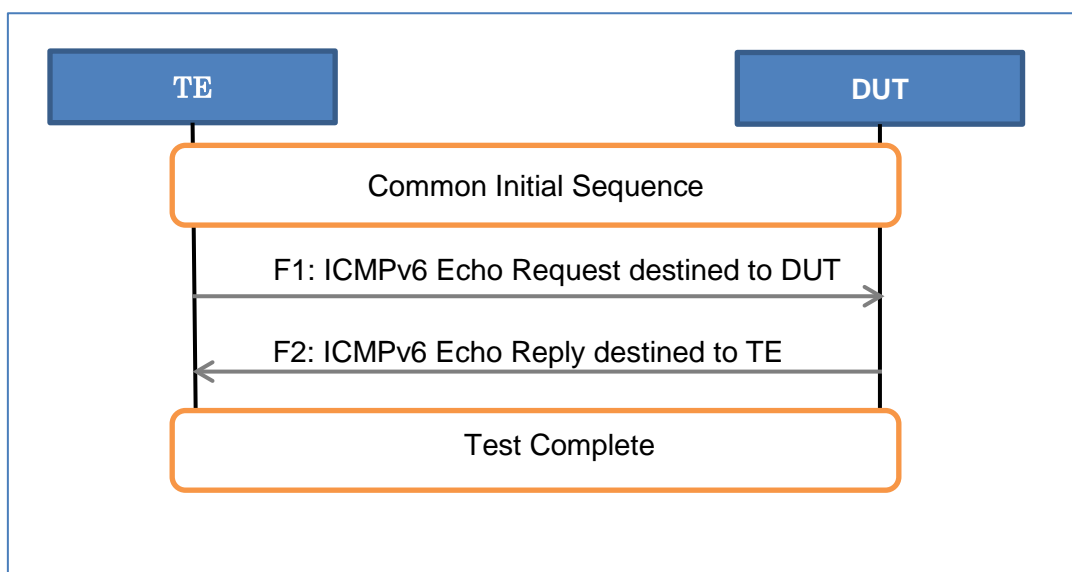 TE
DUT
Common Initial Sequence
F1: ICMPv6 Echo Request destined to DUT
F2: ICMPv6 Echo Reply destined to TE
Test Complete